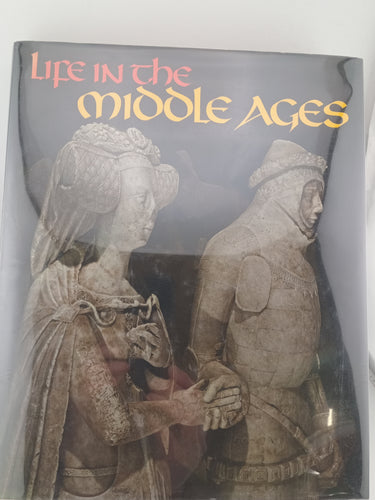 LIFE IN THE
MIDDLE AGES